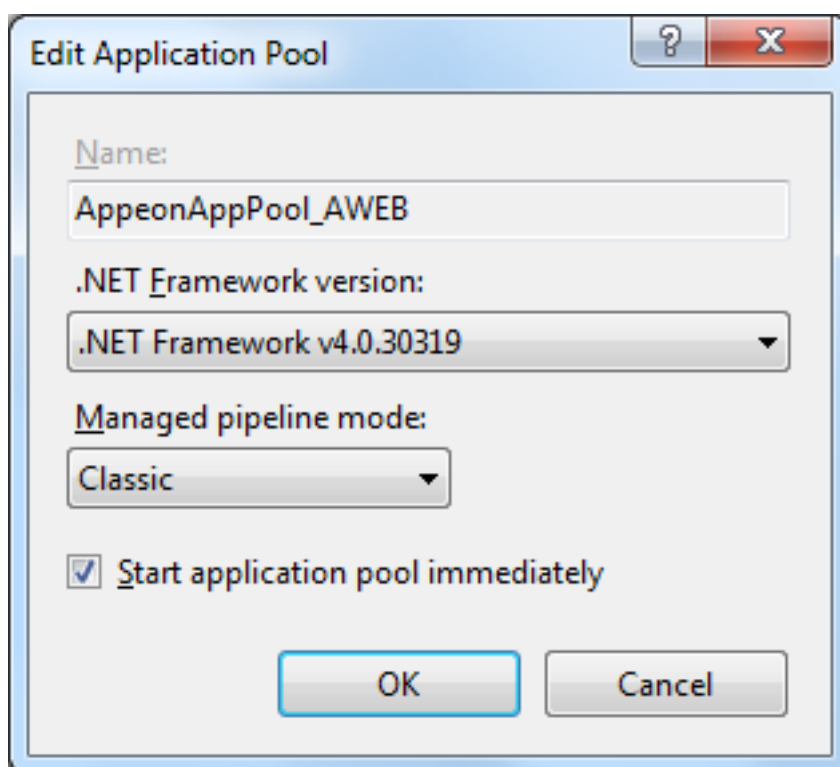 Edit Application Pool
Name:
AppeonAppPool_AWEB
.NET Framework version:
.NET Framework v4.0.30319
Managed pipeline mode:
Classic
Start application pool immediately
OK
Cancel